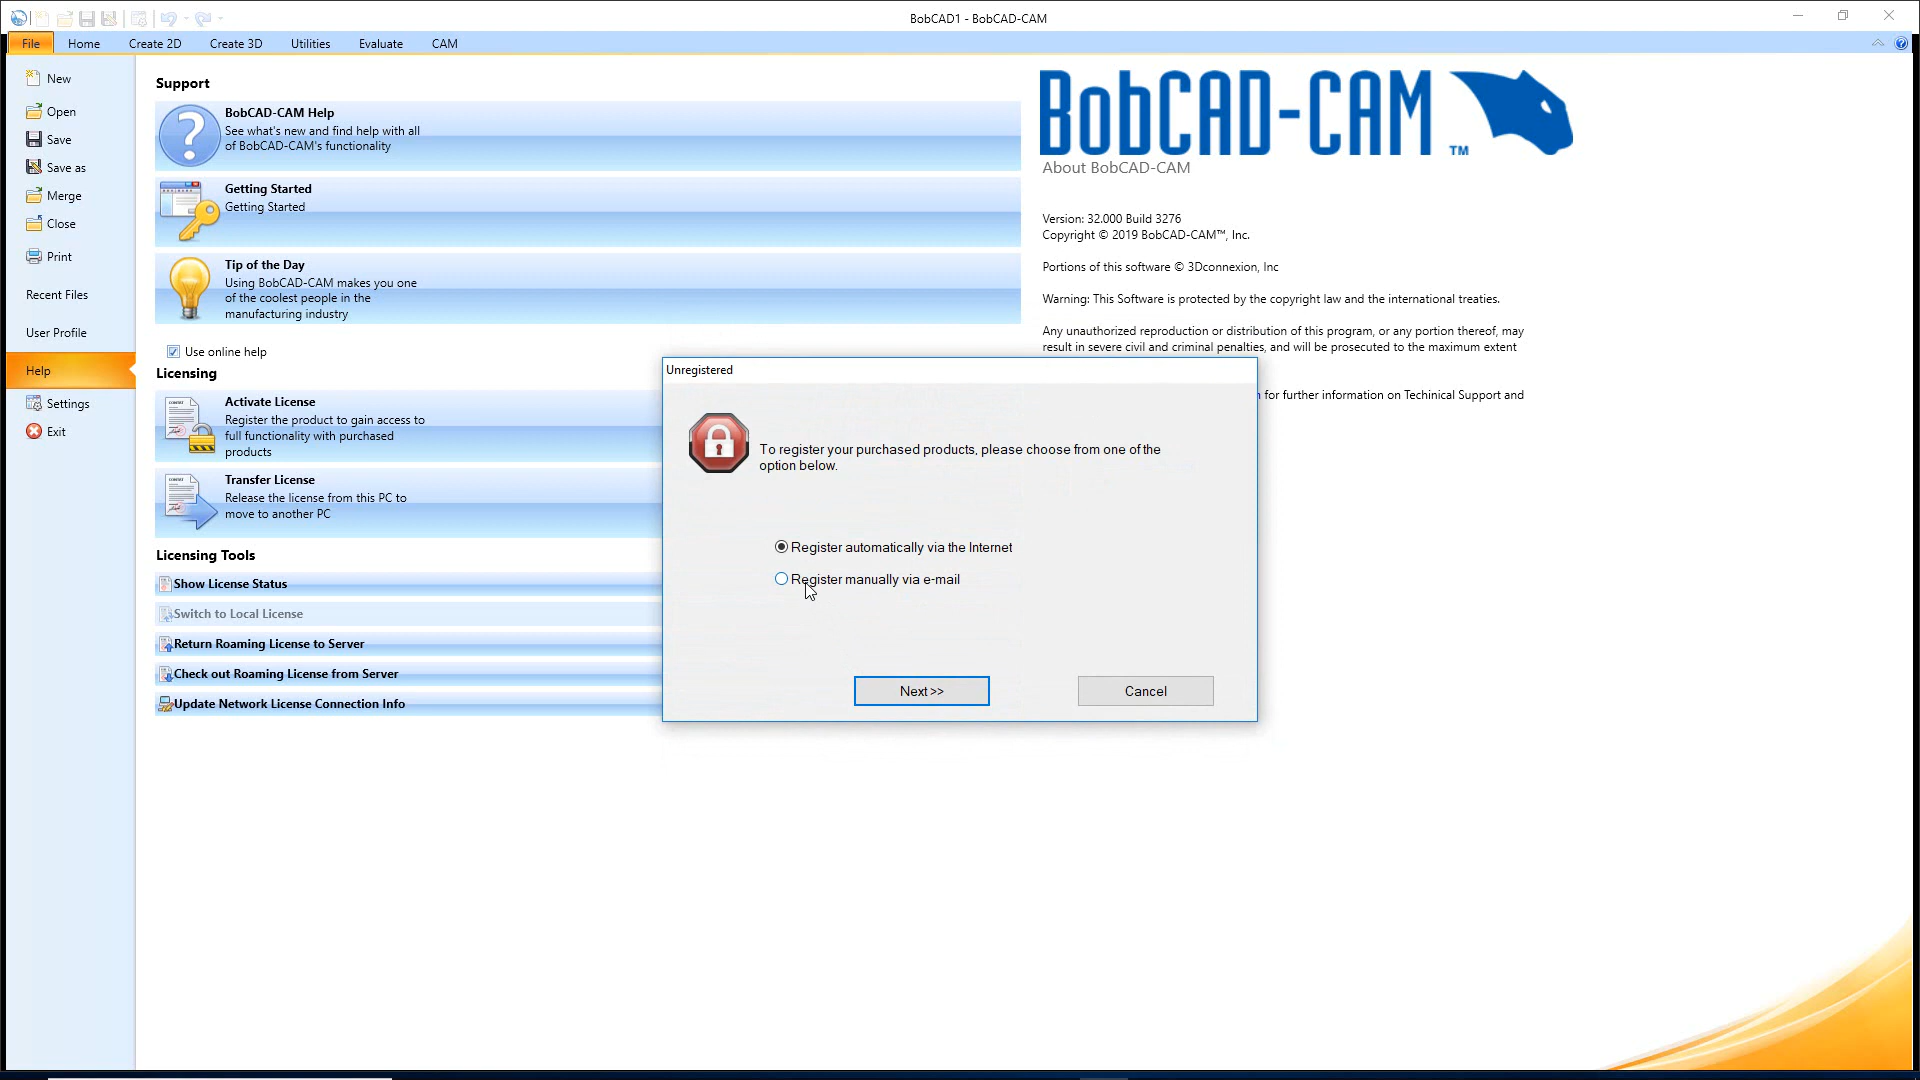 BobCAD1 - BobCAD-CAM
File
Home
Create 2D
Create 3D
Utilities
Evaluate
CAM
New
Open
Save
Save as
Merge
Close
Print
Recent Files
User Profile
Help
Settings
Exit
Support
BobCAD-CAM Help
See what's new and find help with all
of BobCAD-CAM's functionality
Getting Started
Getting Started
Tip of the Day
Using BobCAD-CAM makes you one
of the coolest people in the
manufacturing industry
Use online help
Licensing
Activate License
Register the product to gain access to
full functionality with purchased
products
Transfer License
Release the license from this PC to
move to another PC
Licensing Tools
Show License Status
Switch to Local License
Return Roaming License to Server
Check out Roaming License from Server
Update Network License Connection Info
BobCAD-CAM™
About BobCAD-CAM
Version: 32.000 Build 3276
Copyright © 2019 BobCAD-CAM™, Inc.
Portions of this software © 3Dconnexion, Inc
Warning: This Software is protected by the copyright law and the international treaties.
Any unauthorized reproduction or distribution of this program, or any portion thereof, may
result in severe civil and criminal penalties, and will be prosecuted to the maximum extent
for further information on Techinical Support and
Unregistered
To register your purchased products, please choose from one of the
option below.
Register automatically via the Internet
Register manually via e-mail
Next >>
Cancel